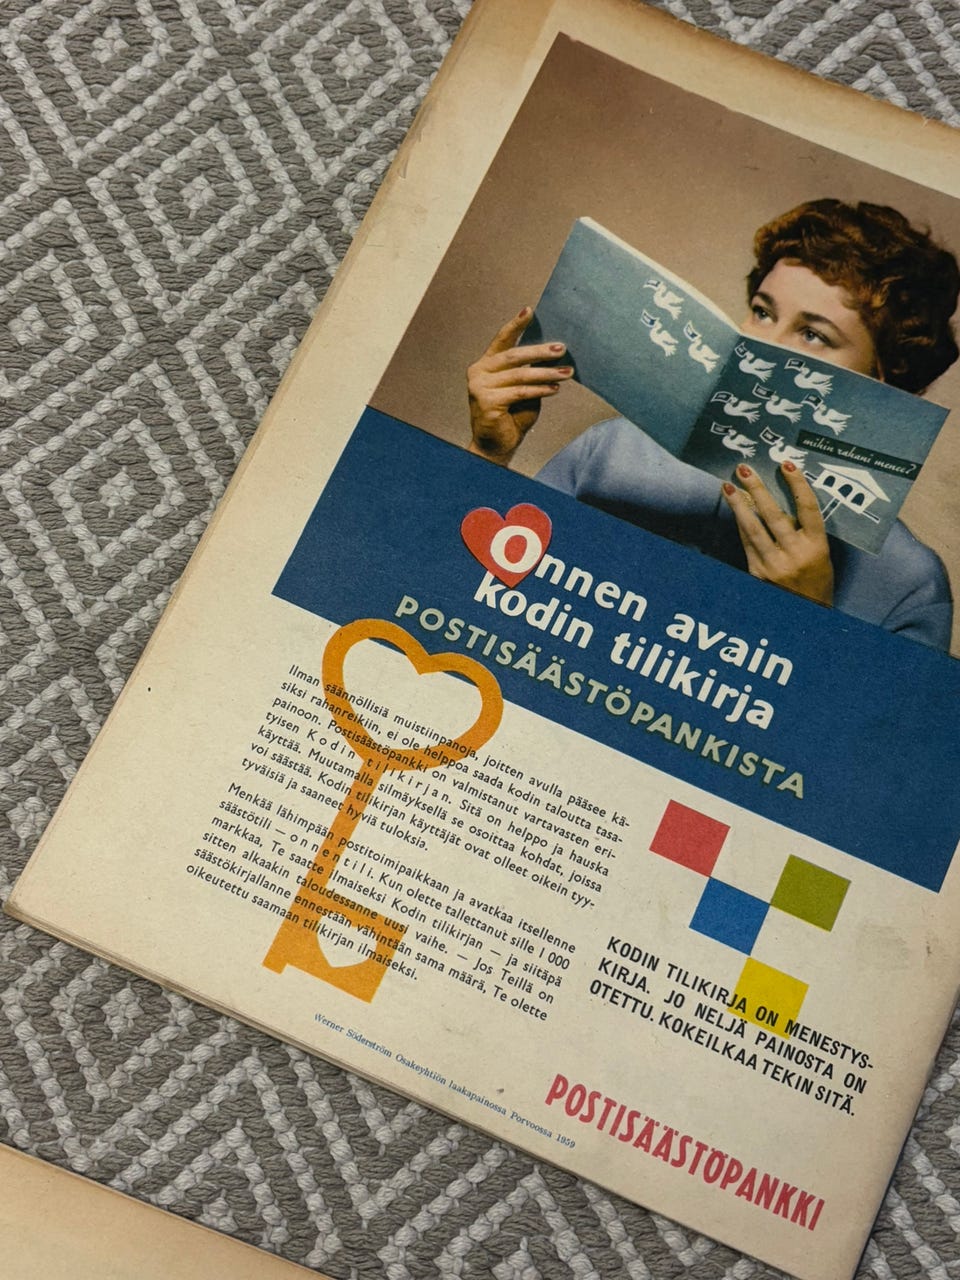 mihin rahani menee?
Onnen avain
kodin tilikirja
POSTISÄÄSTÖPANKISTA
Ilman säännöllisiä muistiinpanoja, joitten avulla pääsee kä-
siksi rahanreikiin, ei ole helppoa saada kodin taloutta tasa-
painoon. Postisäästöpankki on valmistanut vartavasten eri-
tyisen Kodin tilikirjan. Sitä on helppo ja hauska
käyttää. Muutamalla silmäyksellä se osoittaa kohdat, joissa
voi säästää. Kodin tilikirjan käyttäjät ovat olleet oikein tyy-
tyväisiä ja saaneet hyviä tuloksia.
Menkää lähimpään postitoimipaikkaan ja avatkaa itsellenne
säästötili — onnentili. Kun olette tallettanut sille 1 000
markkaa, Te saatte ilmaiseksi Kodin tilikirjan — ja siitäpä
sitten alkaakin taloudessanne uusi vaihe. — Jos Teillä on
säästökirjallanne ennestään vähintään sama määrä, Te olette
oikeutettu saamaan tilikirjan ilmaiseksi.
KODIN TILIKIRJA ON MENESTYS-
KIRJA. JO NELJÄ PAINOSTA ON
OTETTU. KOKEILKAA TEKIN SITÄ.
Werner Söderström Osakeyhtiön laakapainossa Porvoossa 1959
POSTISÄÄSTÖPANKKI